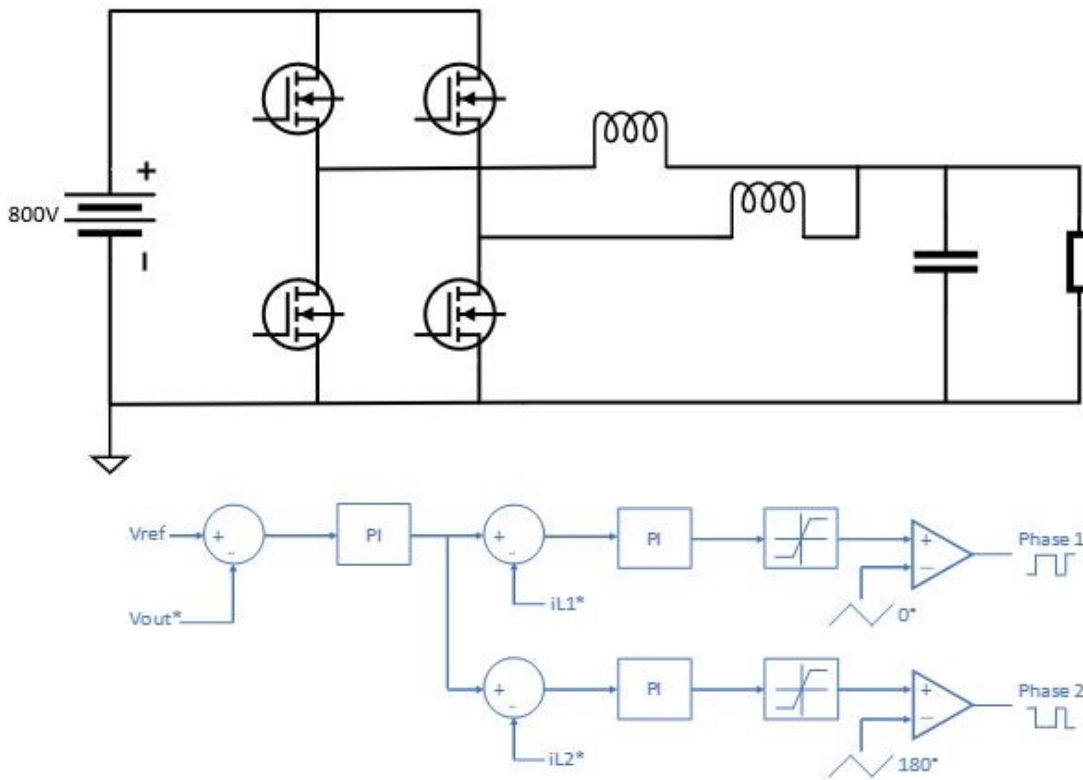 +
800V
−
Vref
+
-
PI
+
-
PI
+
−
Phase 1
Vout*
iL1*
0°
+
-
PI
+
−
Phase 2
iL2*
180°